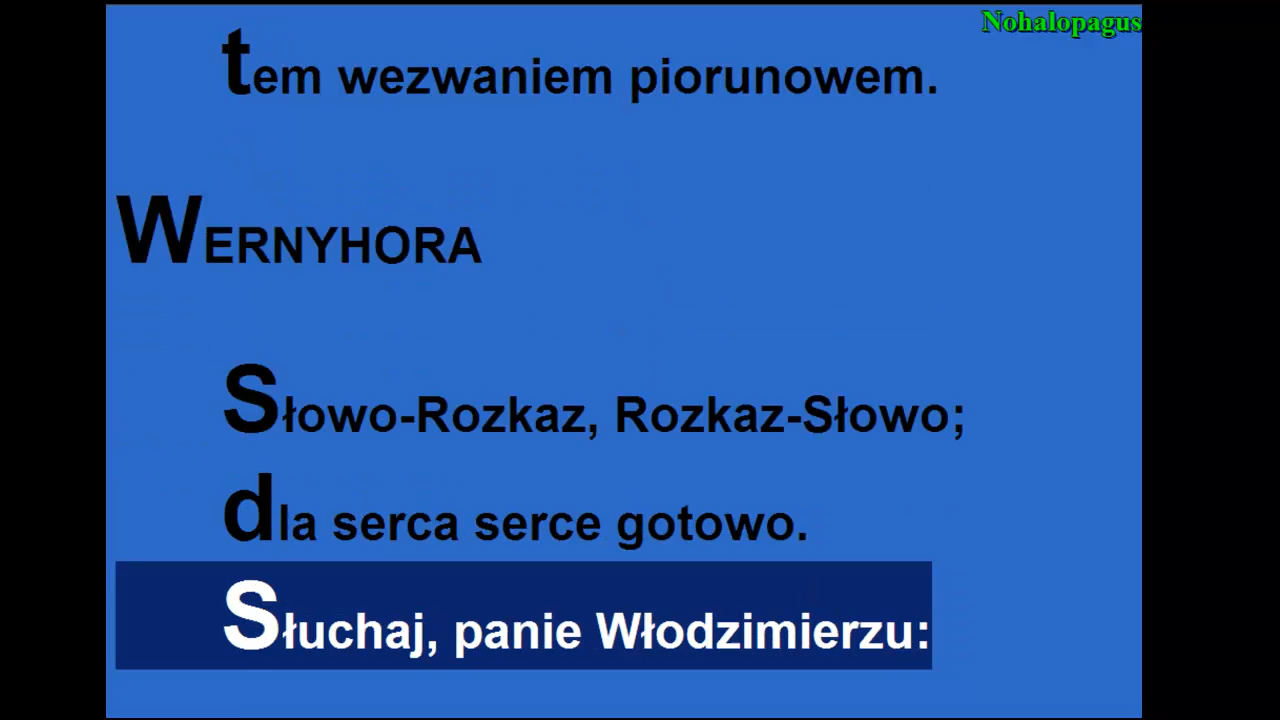 Nohalopagus
tem wezwaniem piorunowem.
WERNYHORA
Słowo-Rozkaz, Rozkaz-Słowo;
dla serca serce gotowo.
Słuchaj, panie Włodzimierzu: